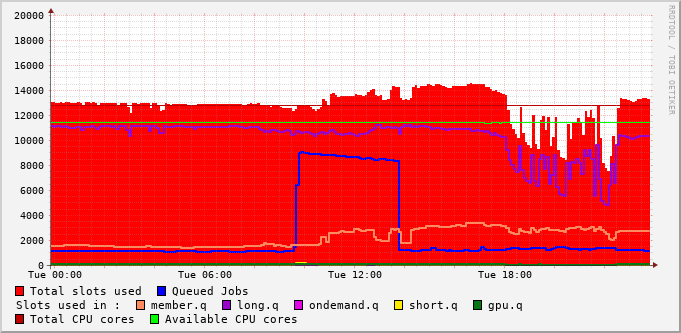 20000
18000
16000
14000
12000
10000
8000
6000
4000
2000
0
Tue 00:00 Tue 06:00 Tue 12:00 Tue 18:00
RRDTOOL / TOBI OETIKER
Total slots used Queued Jobs
Slots used in : member.q long.q ondemand.q short.q gpu.q
Total CPU cores Available CPU cores